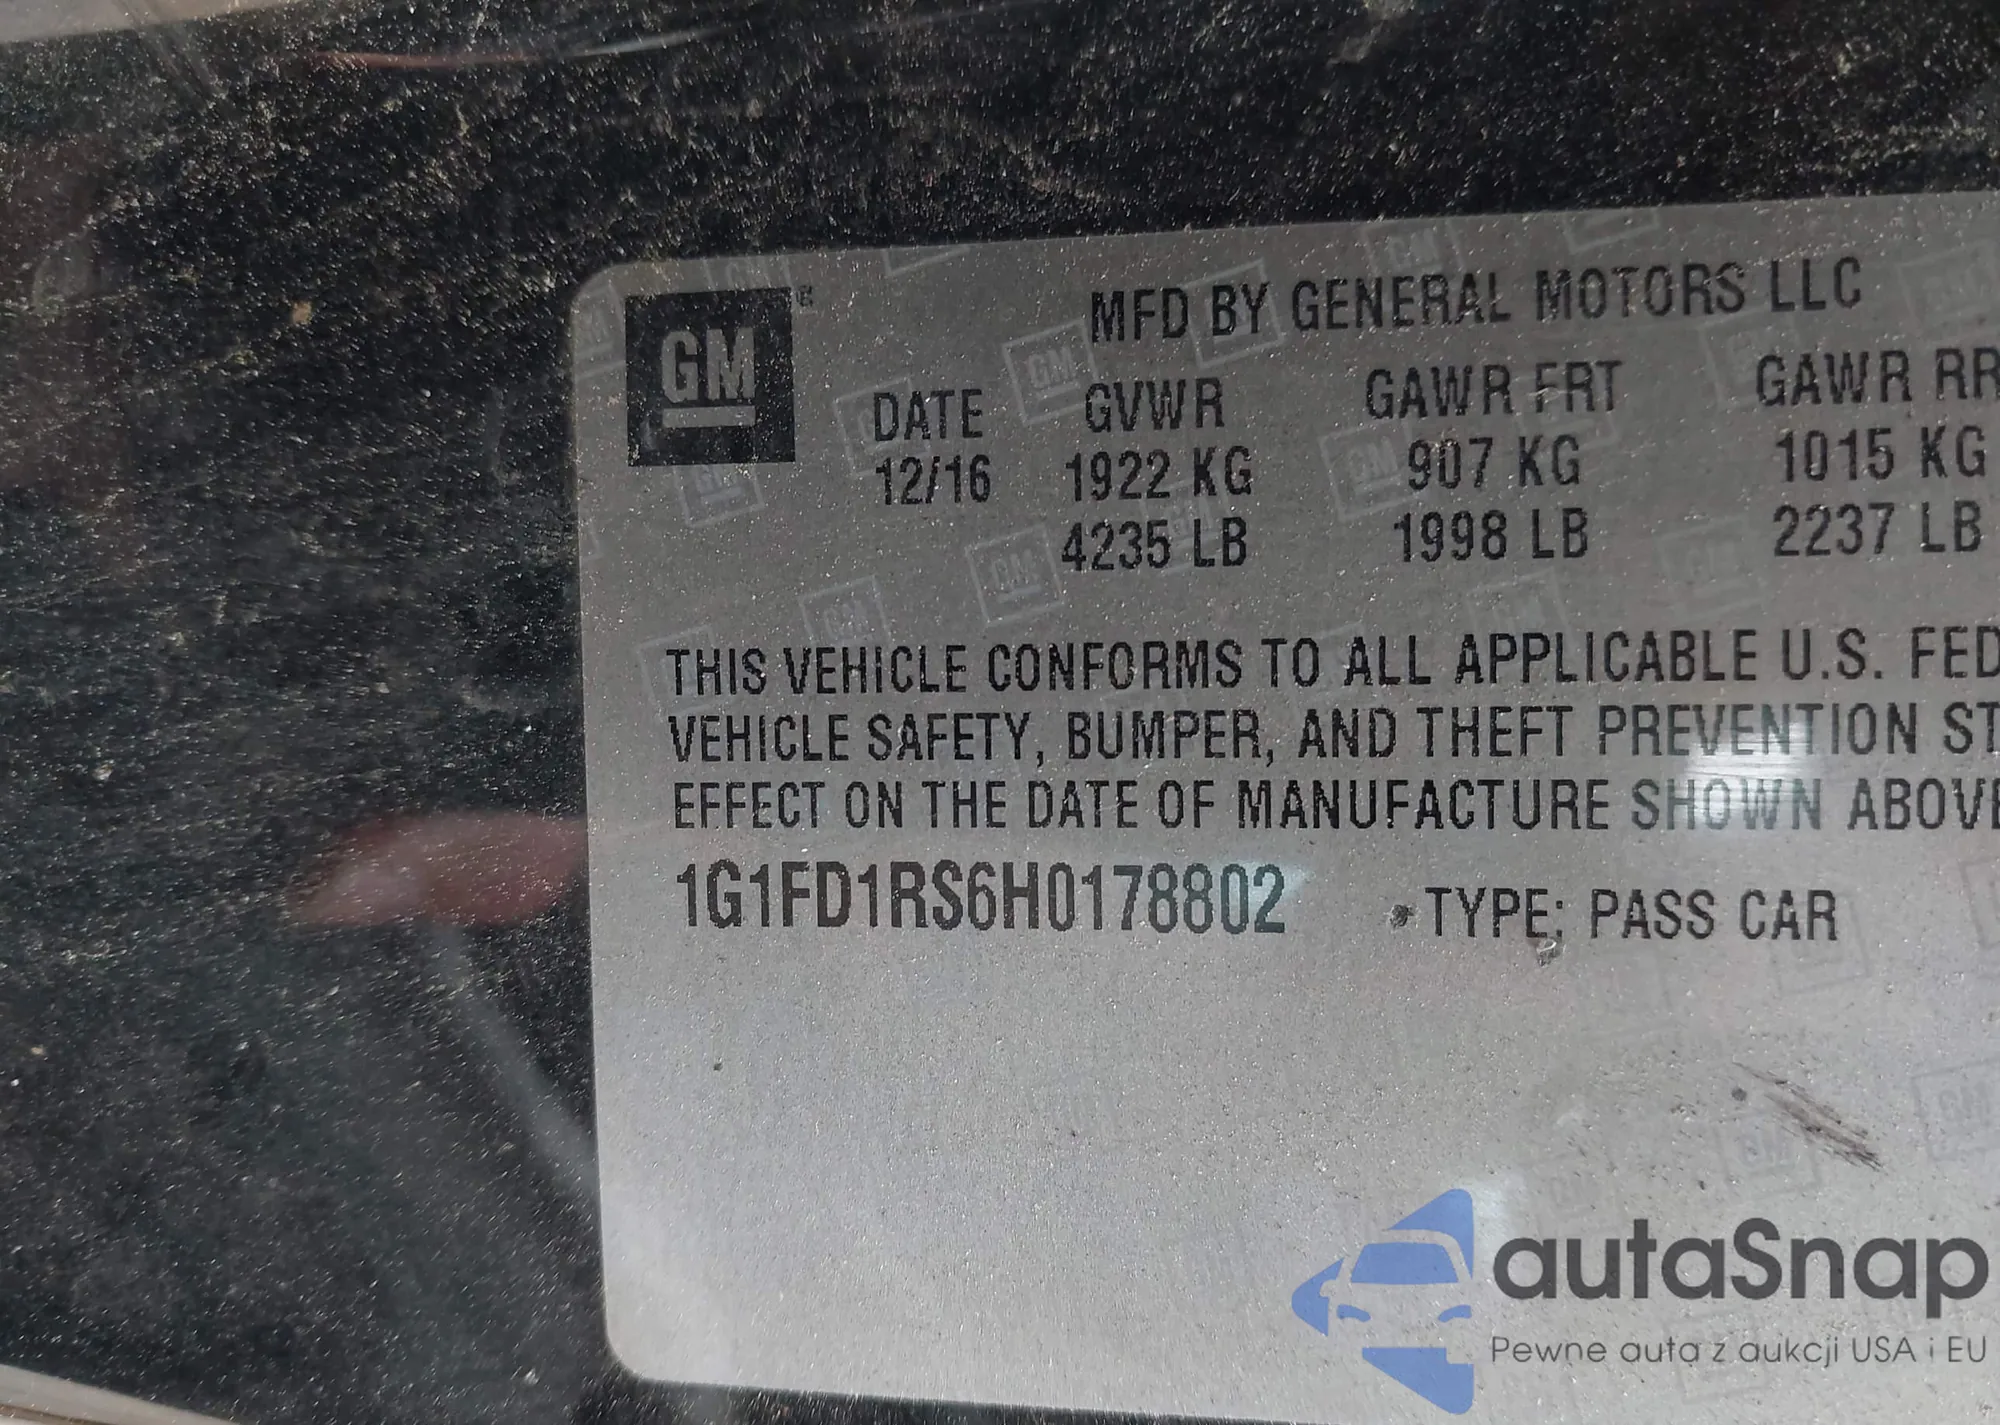 GM
MFD BY GENERAL MOTORS LLC
DATE GVWR GAWR FRT GAWR RR
12/16 1922 KG 907 KG 1015 KG
4235 LB 1998 LB 2237 LB
THIS VEHICLE CONFORMS TO ALL APPLICABLE U.S. FED
VEHICLE SAFETY, BUMPER, AND THEFT PREVENTION ST
EFFECT ON THE DATE OF MANUFACTURE SHOWN ABOVE
1G1FD1RS6H0178802 TYPE: PASS CAR
autaSnap
Pewne auta z aukcji USA i EU